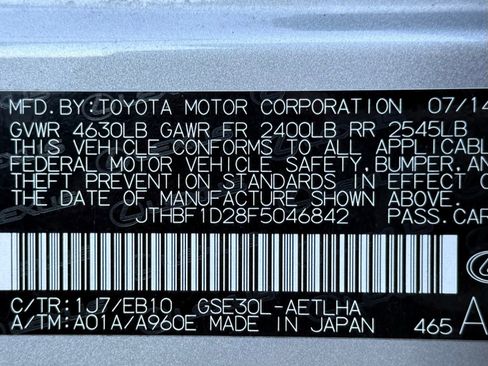 MFD. BY: TOYOTA MOTOR CORPORATION 07/14
GVWR 4630LB GAWR FR 2400LB RR 2545LB
THIS VEHICLE CONFORMS TO ALL APPLICABL
FEDERAL MOTOR VEHICLE SAFETY, BUMPER, AN
THEFT PREVENTION STANDARDS IN EFFECT O
THE DATE OF MANUFACTURE SHOWN ABOVE.
JTHBF1D28F5046842 PASS. CAR
C/TR: 1J7/EB10 GSE30L-AETLHA
A/TM: A01A/A960E MADE IN JAPAN 465 A